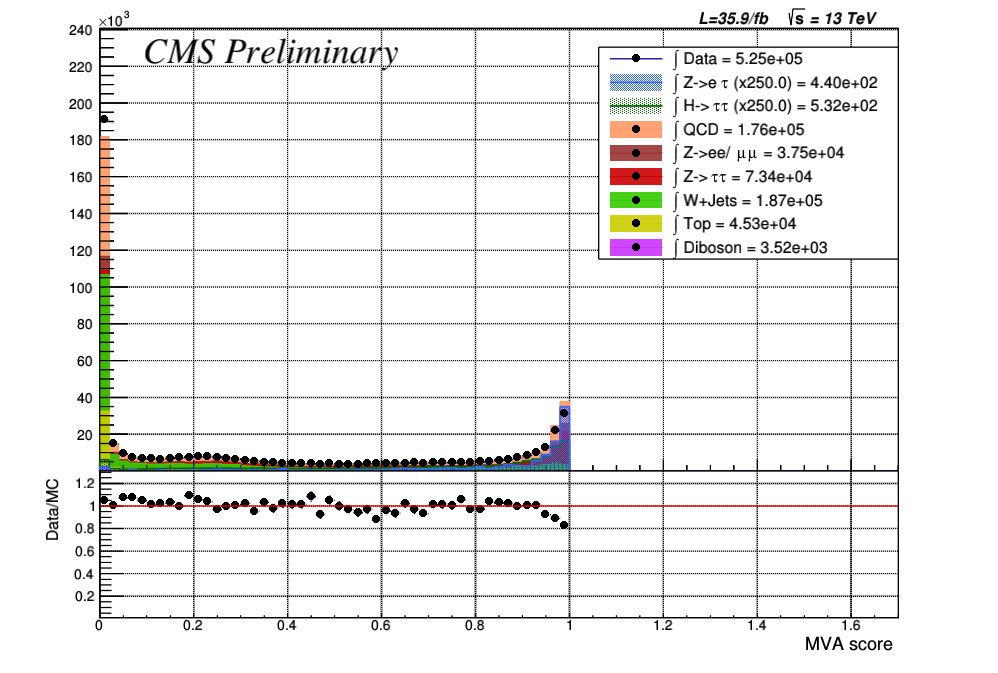 ×10³
L=35.9/fb √s = 13 TeV
CMS Preliminary
240
220
200
180
160
140
120
100
80
60
40
20
∫ Data = 5.25e+05
∫ Z->e τ (x250.0) = 4.40e+02
∫ H-> ττ (x250.0) = 5.32e+02
∫ QCD = 1.76e+05
∫ Z->ee/ μμ = 3.75e+04
∫ Z-> ττ = 7.34e+04
∫ W+Jets = 1.87e+05
∫ Top = 4.53e+04
∫ Diboson = 3.52e+03
Data/MC
1.2
1
0.8
0.6
0.4
0.2
0 0.2 0.4 0.6 0.8 1 1.2 1.4 1.6
MVA score